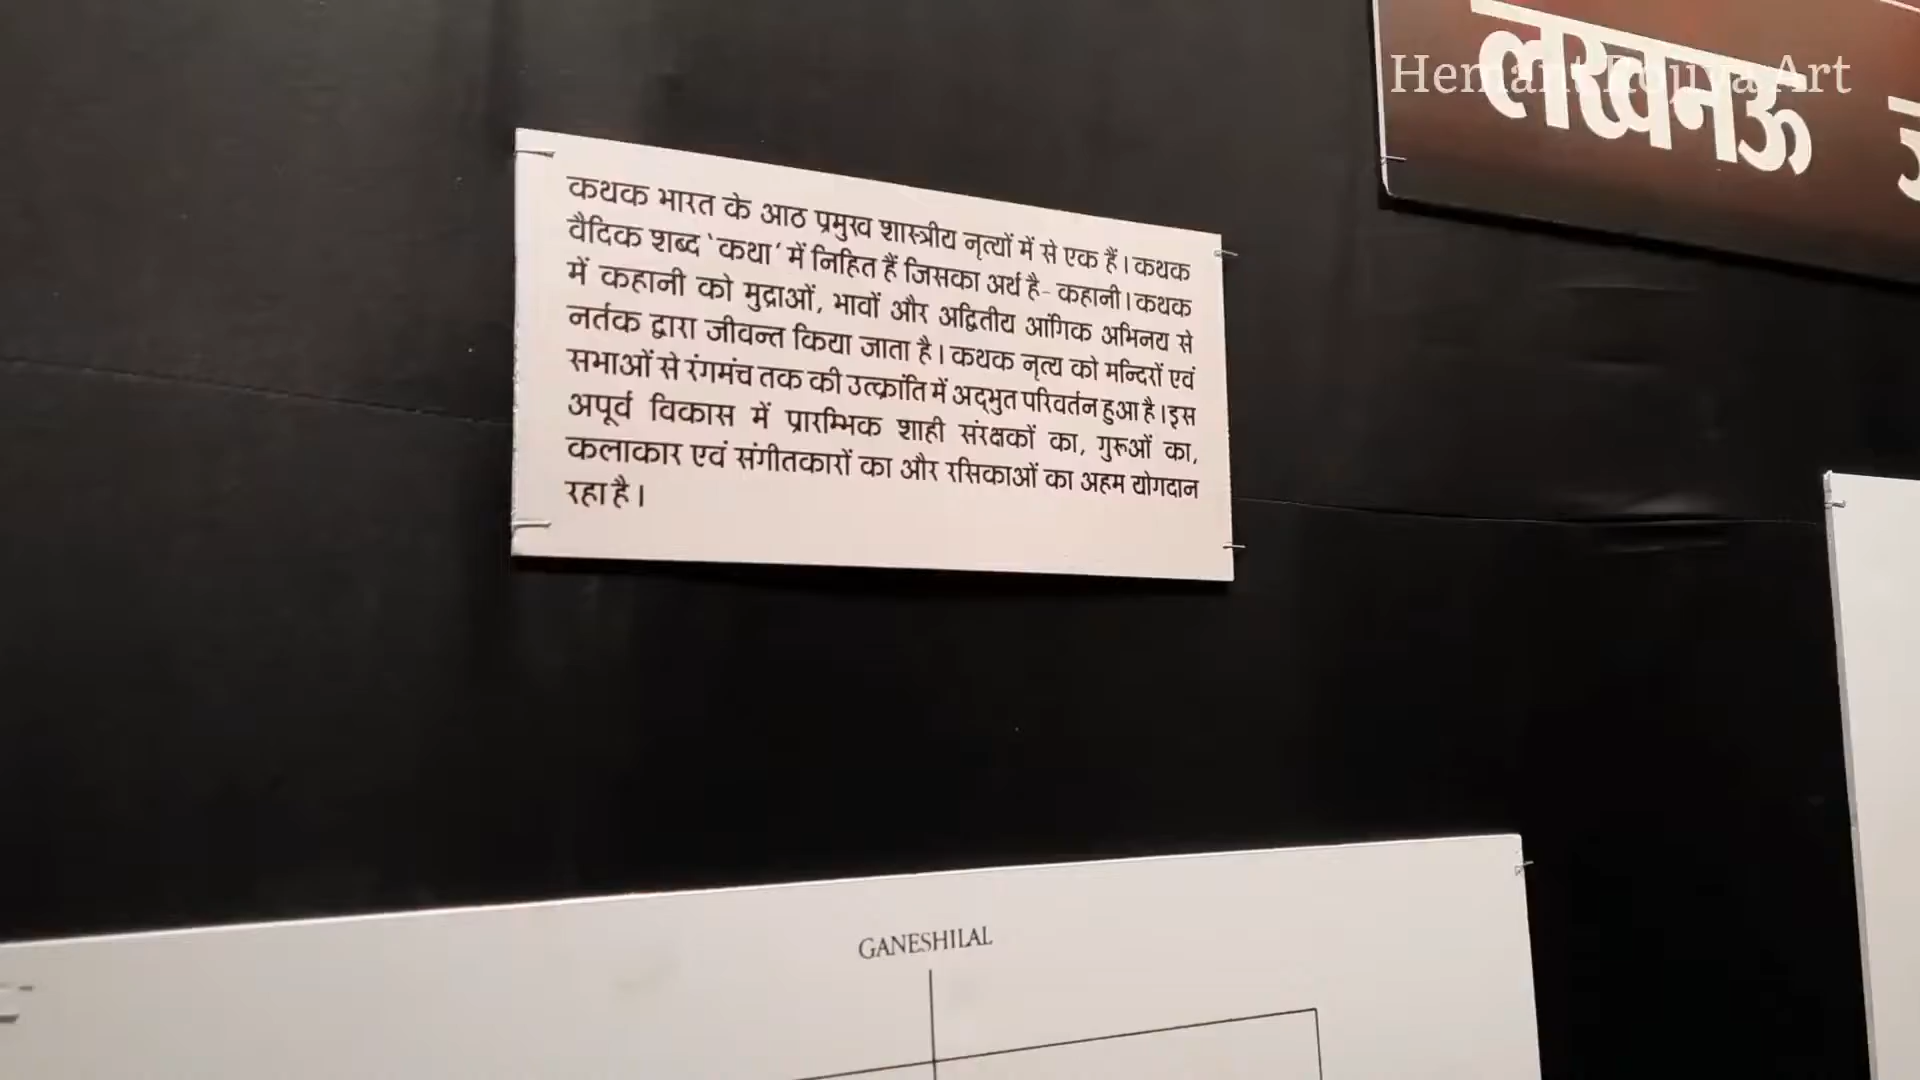 लखनऊ
Hemant Art
कथक भारत के आठ प्रमुख शास्त्रीय नृत्यों में से एक हैं। कथक
वैदिक शब्द 'कथा' में निहित हैं जिसका अर्थ है- कहानी। कथक
में कहानी को मुद्राओं, भावों और अद्वितीय आंगिक अभिनय से
नर्तक द्वारा जीवन्त किया जाता है। कथक नृत्य को मन्दिरों एवं
सभाओं से रंगमंच तक की उत्क्रांति में अद्भुत परिवर्तन हुआ है। इस
अपूर्व विकास में प्रारम्भिक शाही संरक्षकों का, गुरूओं का,
कलाकार एवं संगीतकारों का और रसिकाओं का अहम योगदान
रहा है।
GANESHILAL